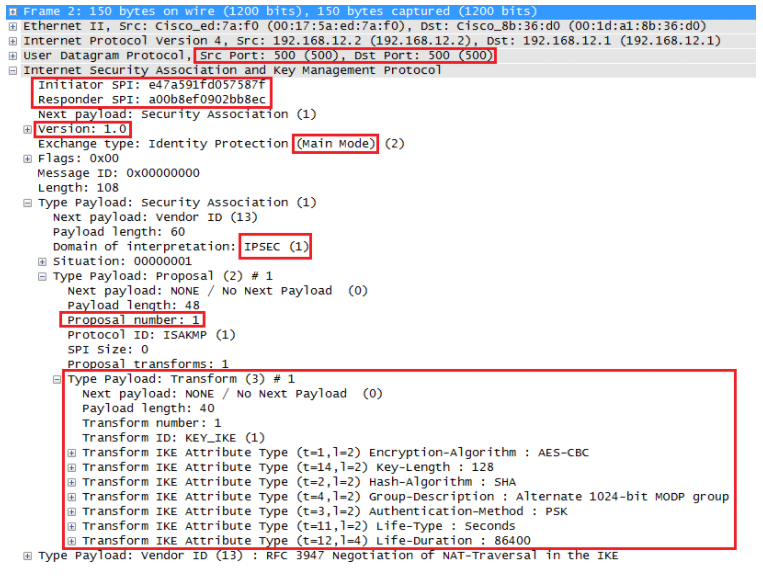 Frame 2: 150 bytes on wire (1200 bits), 150 bytes captured (1200 bits)
Ethernet II, Src: Cisco_ed:7a:f0 (00:17:5a:ed:7a:f0), Dst: Cisco_8b:36:d0 (00:1d:a1:8b:36:d0)
Internet Protocol Version 4, Src: 192.168.12.2 (192.168.12.2), Dst: 192.168.12.1 (192.168.12.1)
User Datagram Protocol, Src Port: 500 (500), Dst Port: 500 (500)
Internet Security Association and Key Management Protocol
Initiator SPI: e47a591fd057587f
Responder SPI: a00b8ef0902bb8ec
Next payload: Security Association (1)
Version: 1.0
Exchange type: Identity Protection (Main Mode) (2)
Flags: 0x00
Message ID: 0x00000000
Length: 108
Type Payload: Security Association (1)
Next payload: Vendor ID (13)
Payload length: 60
Domain of interpretation: IPSEC (1)
Situation: 00000001
Type Payload: Proposal (2) # 1
Next payload: NONE / No Next Payload (0)
Payload length: 48
Proposal number: 1
Protocol ID: ISAKMP (1)
SPI Size: 0
Proposal transforms: 1
Type Payload: Transform (3) # 1
Next payload: NONE / No Next Payload (0)
Payload length: 40
Transform number: 1
Transform ID: KEY_IKE (1)
Transform IKE Attribute Type (t=1,l=2) Encryption-Algorithm : AES-CBC
Transform IKE Attribute Type (t=14,l=2) Key-Length : 128
Transform IKE Attribute Type (t=2,l=2) Hash-Algorithm : SHA
Transform IKE Attribute Type (t=4,l=2) Group-Description : Alternate 1024-bit MODP group
Transform IKE Attribute Type (t=3,l=2) Authentication-Method : PSK
Transform IKE Attribute Type (t=11,l=2) Life-Type : Seconds
Transform IKE Attribute Type (t=12,l=4) Life-Duration : 86400
Type Payload: Vendor ID (13) : RFC 3947 Negotiation of NAT-Traversal in the IKE